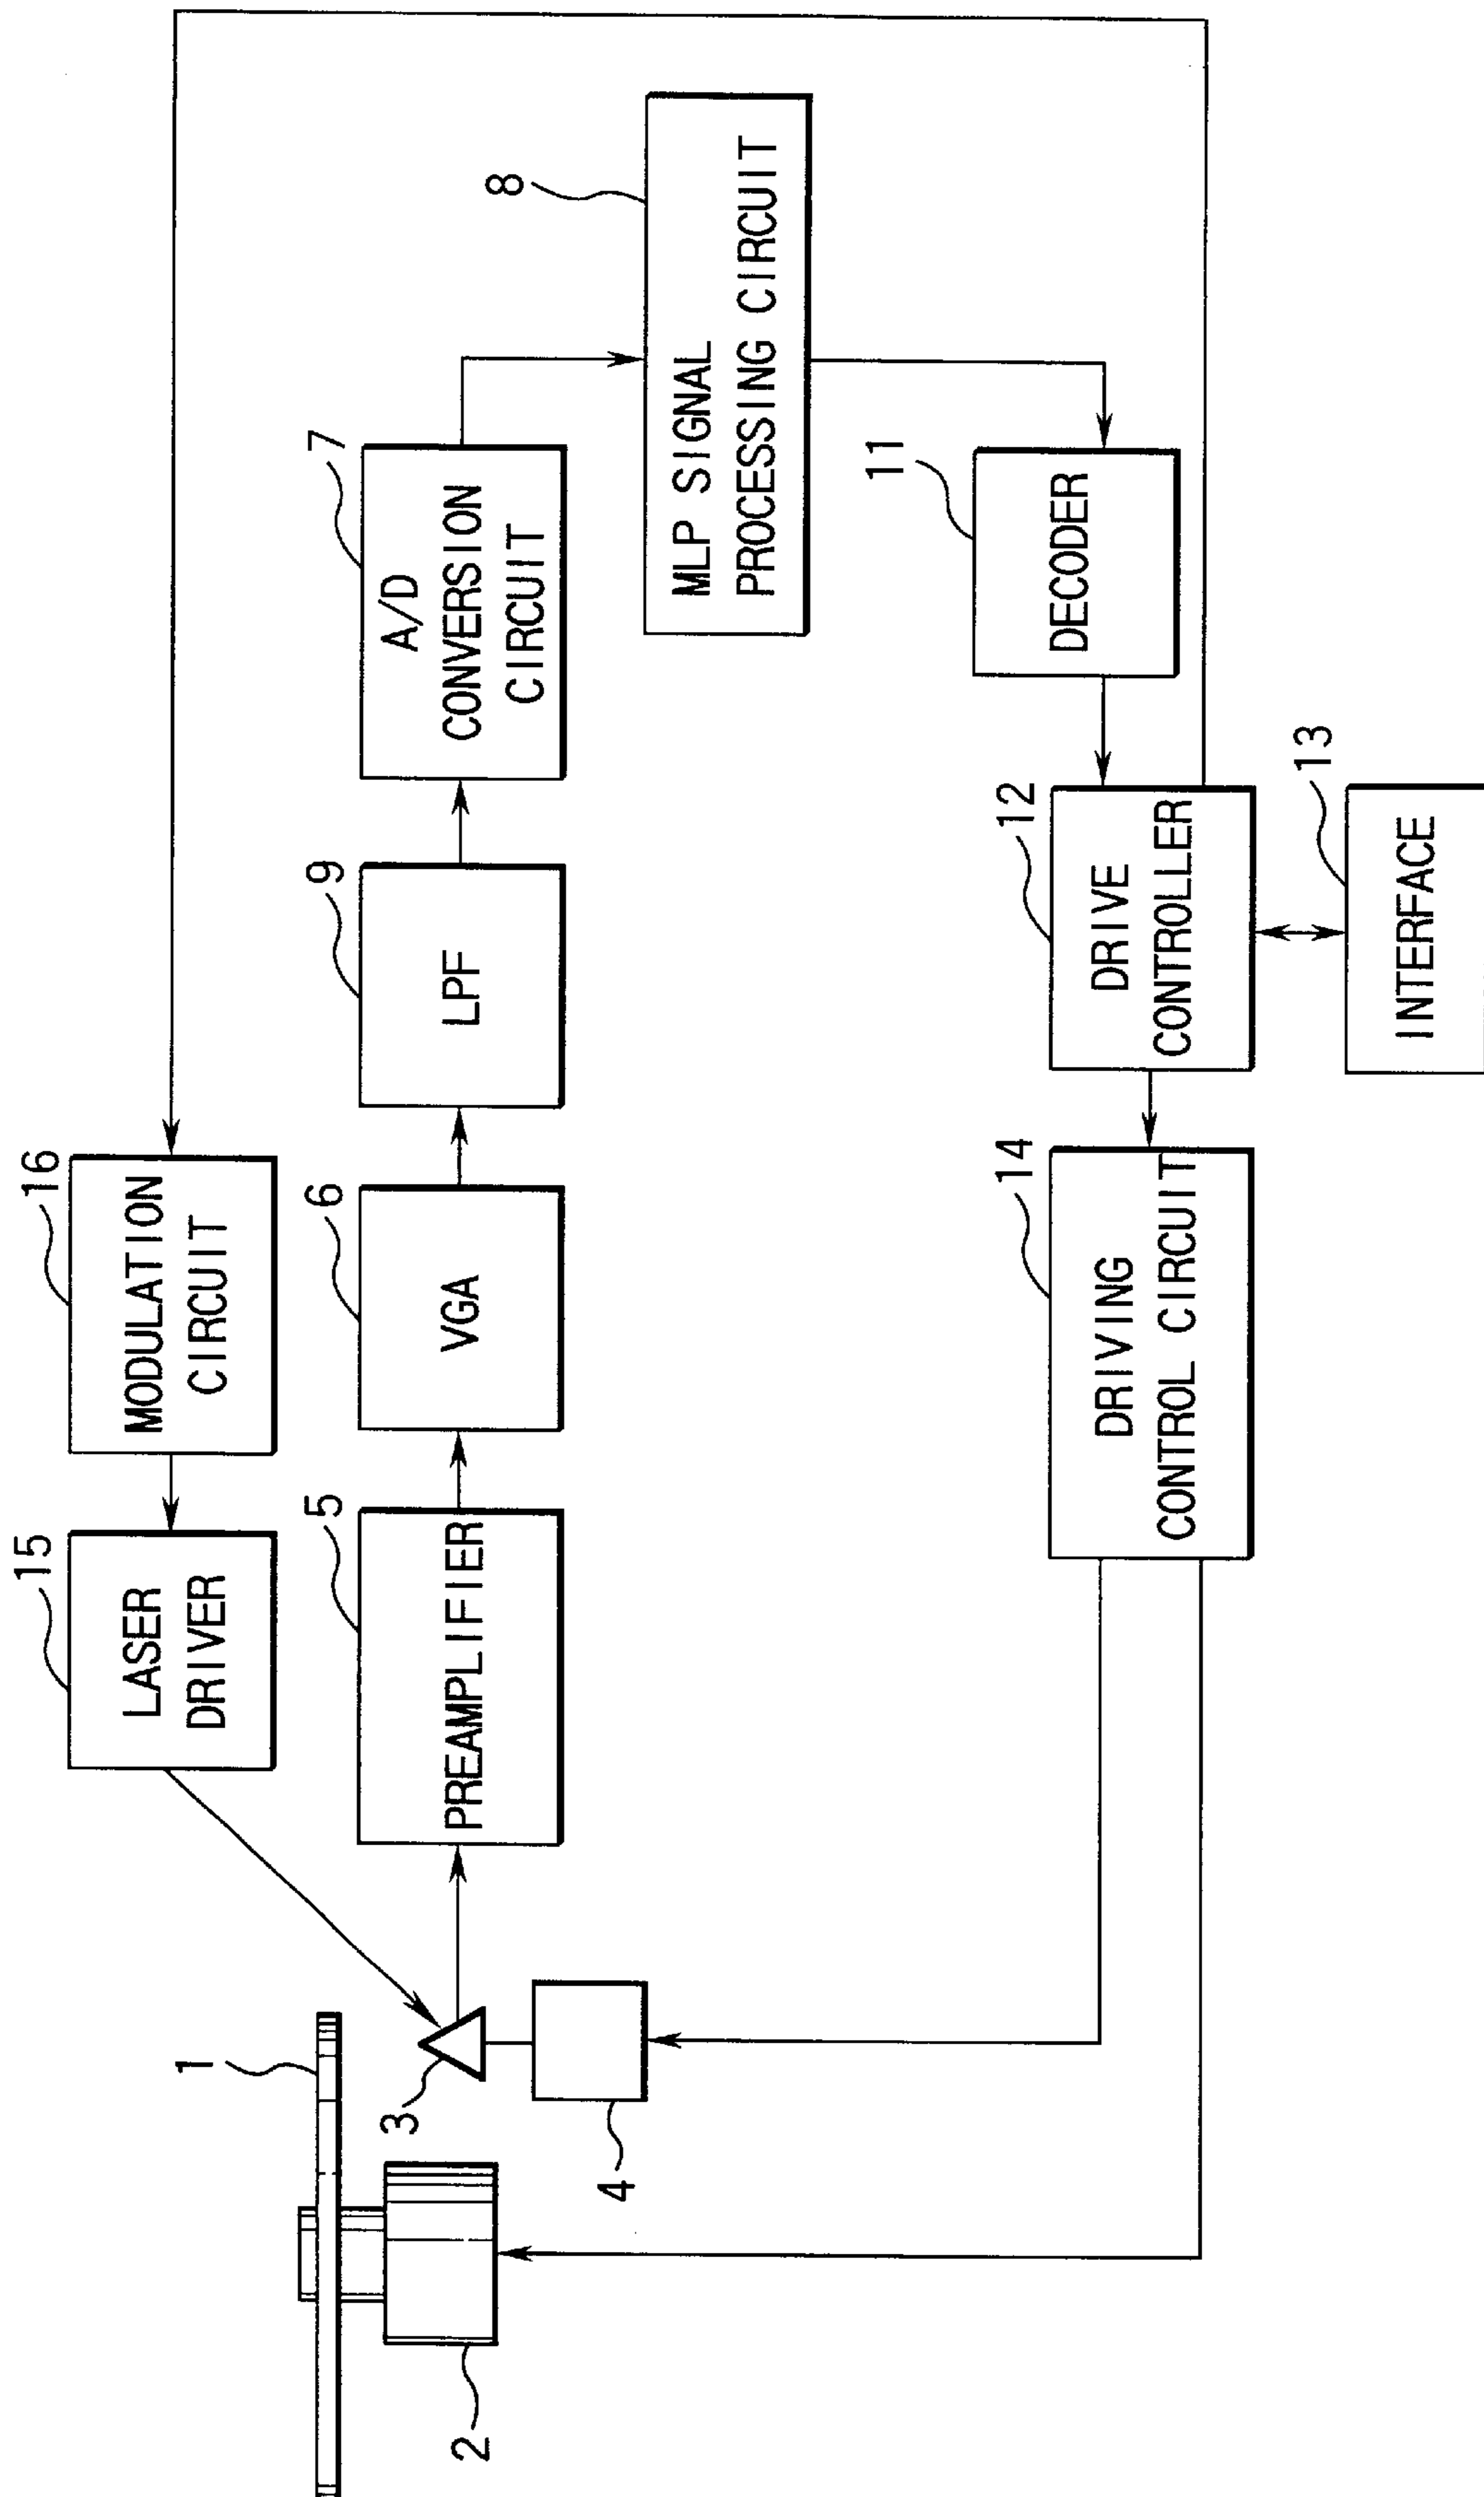 15
LASER
DRIVER
16
MODULATION
CIRCUIT
1
3
2
4
5
PREAMPLIFIER
6
VGA
9
LPF
7
A/D
CONVERSION
CIRCUIT
8
MLP SIGNAL
PROCESSING CIRCUIT
14
DRIVING
CONTROL CIRCUIT
12
DRIVE
CONTROLLER
11
DECODER
13
INTERFACE